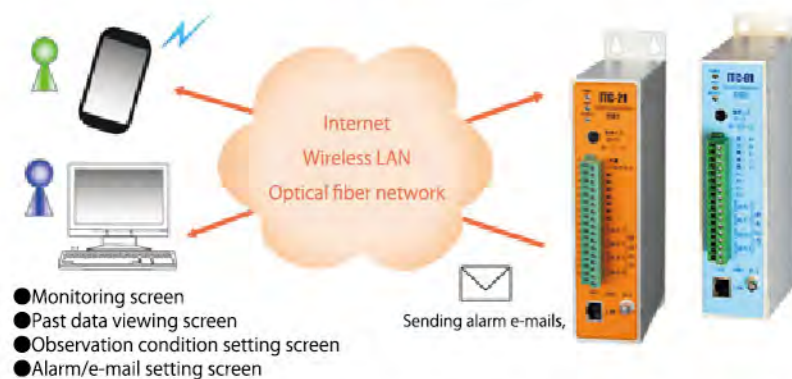 Internet
Wireless LAN
Optical fiber network
●Monitoring screen
●Past data viewing screen
●Observation condition setting screen
●Alarm/e-mail setting screen
Sending alarm e-mails,
ITC-21
ITC-01